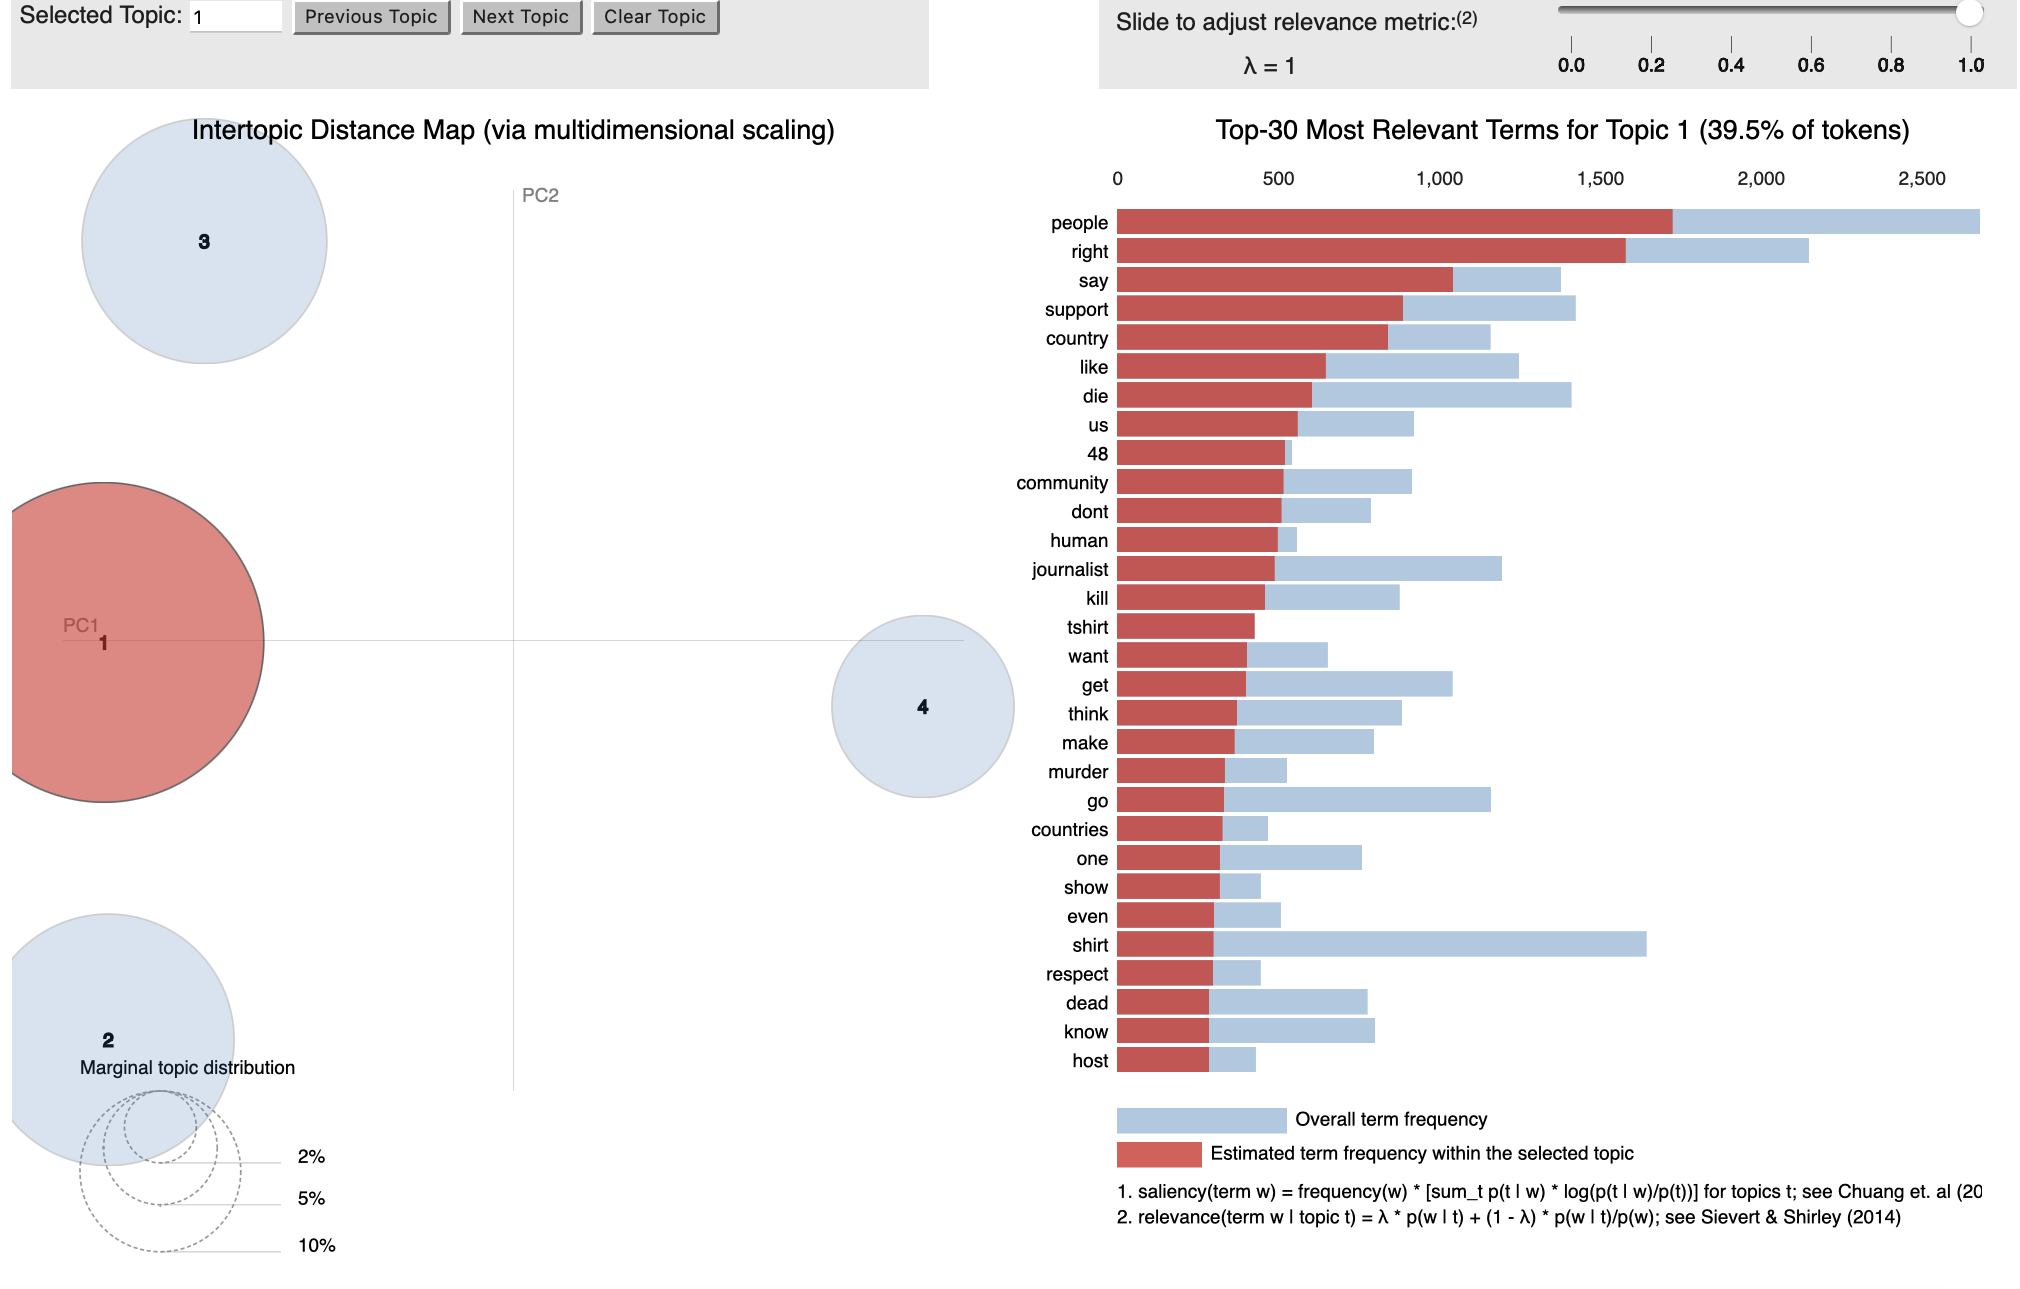 Selected Topic: 1 Previous Topic Next Topic Clear Topic
Slide to adjust relevance metric:(2)
λ = 1
0.0 0.2 0.4 0.6 0.8 1.0
Intertopic Distance Map (via multidimensional scaling)
PC2
3
PC1
1
4
2
Marginal topic distribution
2%
5%
10%
Top-30 Most Relevant Terms for Topic 1 (39.5% of tokens)
0 500 1,000 1,500 2,000 2,500
people
right
say
support
country
like
die
us
48
community
dont
human
journalist
kill
tshirt
want
get
think
make
murder
go
countries
one
show
even
shirt
respect
dead
know
host
Overall term frequency
Estimated term frequency within the selected topic
1. saliency(term w) = frequency(w) * [sum_t p(t | w) * log(p(t | w)/p(t))] for topics t; see Chuang et. al (20
2. relevance(term w | topic t) = λ * p(w | t) + (1 - λ) * p(w | t)/p(w); see Sievert & Shirley (2014)